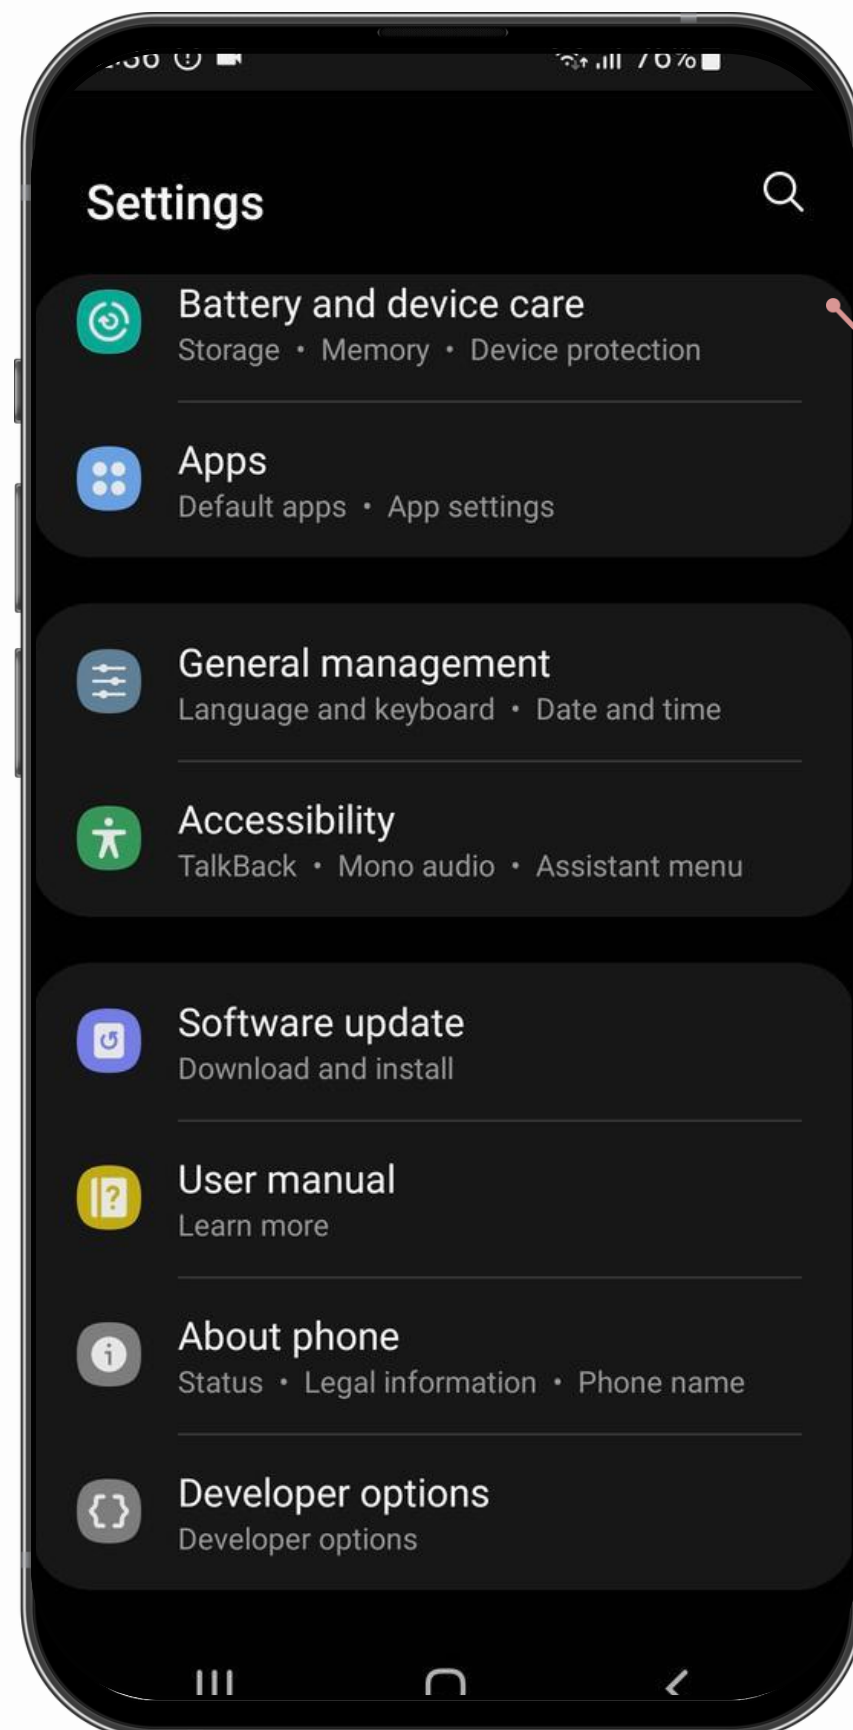 76%
Settings
Battery and device care
Storage • Memory • Device protection
Apps
Default apps • App settings
General management
Language and keyboard • Date and time
Accessibility
TalkBack • Mono audio • Assistant menu
Software update
Download and install
User manual
Learn more
About phone
Status • Legal information • Phone name
Developer options
Developer options